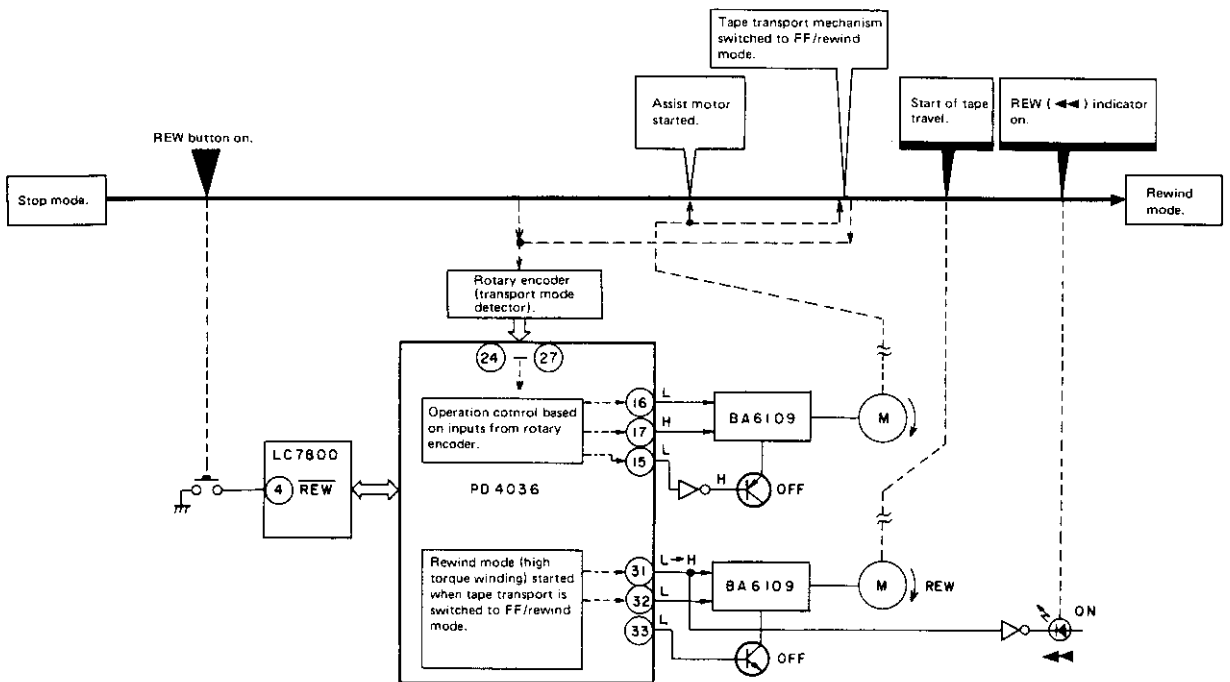 Tape transport mechanism
switched to FF/rewind
mode.
Assist motor
started.
Start of tape
travel.
REW (◀◀) indicator
on.
REW button on.
Stop mode.
Rewind
mode.
Rotary encoder
(transport mode
detector).
24 — 27
Operation control based
on inputs from rotary
encoder.
16 L
17 H
15 L
BA6109
M
H
OFF
LC7800
4 REW
PD4036
Rewind mode (high
torque winding) started
when tape transport is
switched to FF/rewind
mode.
31 L→H
32 L
33 L
BA6109
M
REW
OFF
ON